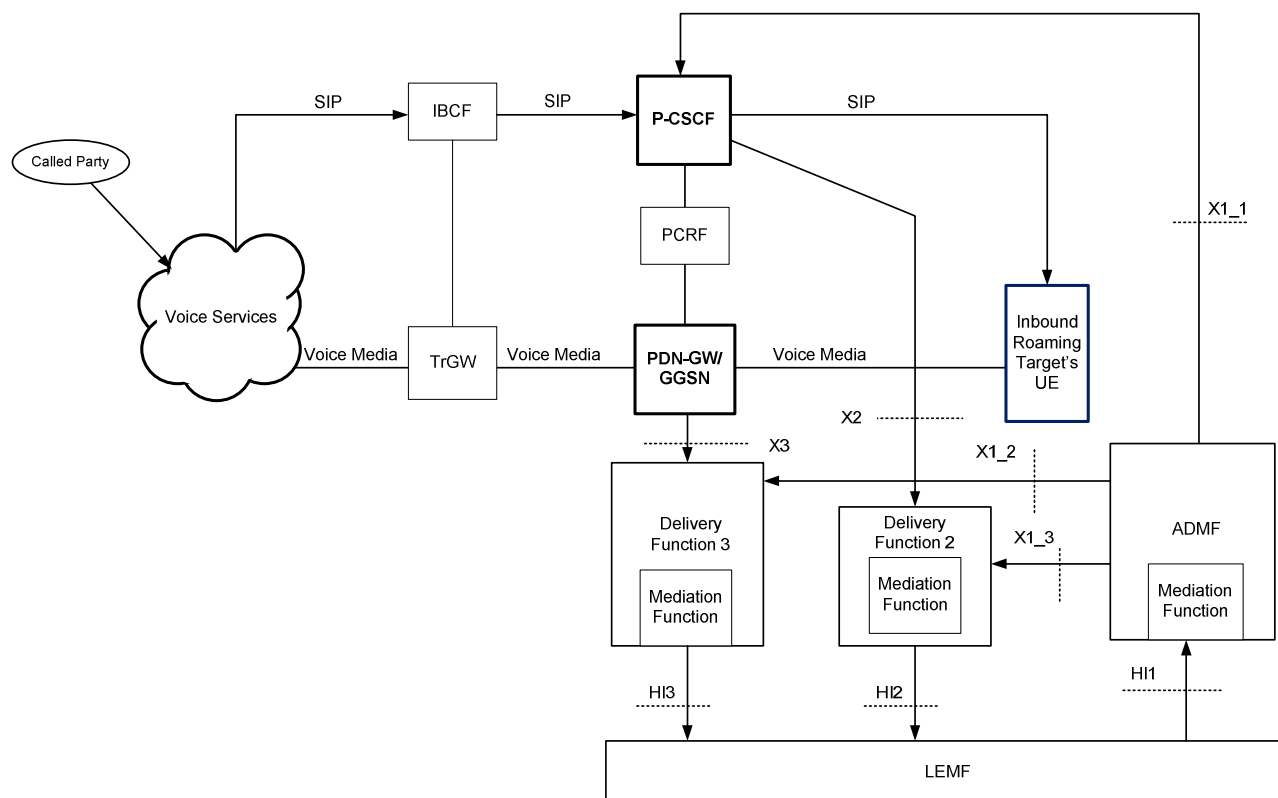 SIP
IBCF
SIP
P-CSCF
SIP
Called Party
X1_1
PCRF
Voice Services
Voice Media
TrGW
Voice Media
PDN-GW/
GGSN
Voice Media
Inbound
Roaming
Target's
UE
X2
X3
X1_2
Delivery
Function 3
Mediation
Function
Delivery
Function 2
Mediation
Function
X1_3
ADMF
Mediation
Function
HI3
HI2
HI1
LEMF